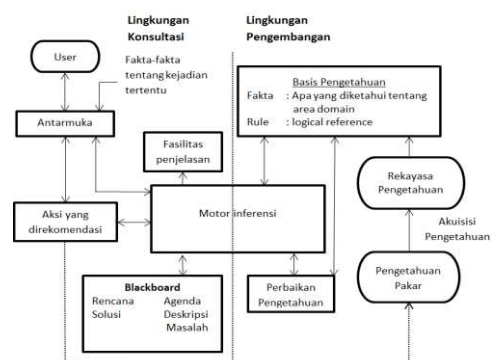 Lingkungan
Konsultasi
Lingkungan
Pengembangan
User
Fakta-fakta
tentang kejadian
tertentu
Basis Pengetahuan
Fakta : Apa yang diketahui tentang
area domain
Rule : logical reference
Antarmuka
Fasilitas
penjelasan
Rekayasa
Pengetahuan
Aksi yang
direkomendasi
Motor inferensi
Akuisisi
Pengetahuan
Blackboard
Rencana Agenda
Solusi Deskripsi
Masalah
Perbaikan
Pengetahuan
Pengetahuan
Pakar